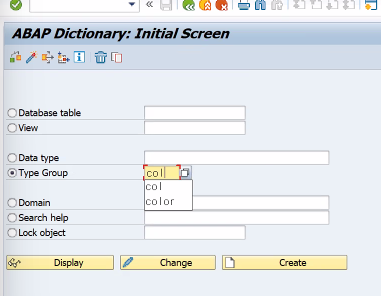 ABAP Dictionary: Initial Screen
Database table
View
Data type
Type Group
col
col
color
Domain
Search help
Lock object
Display
Change
Create